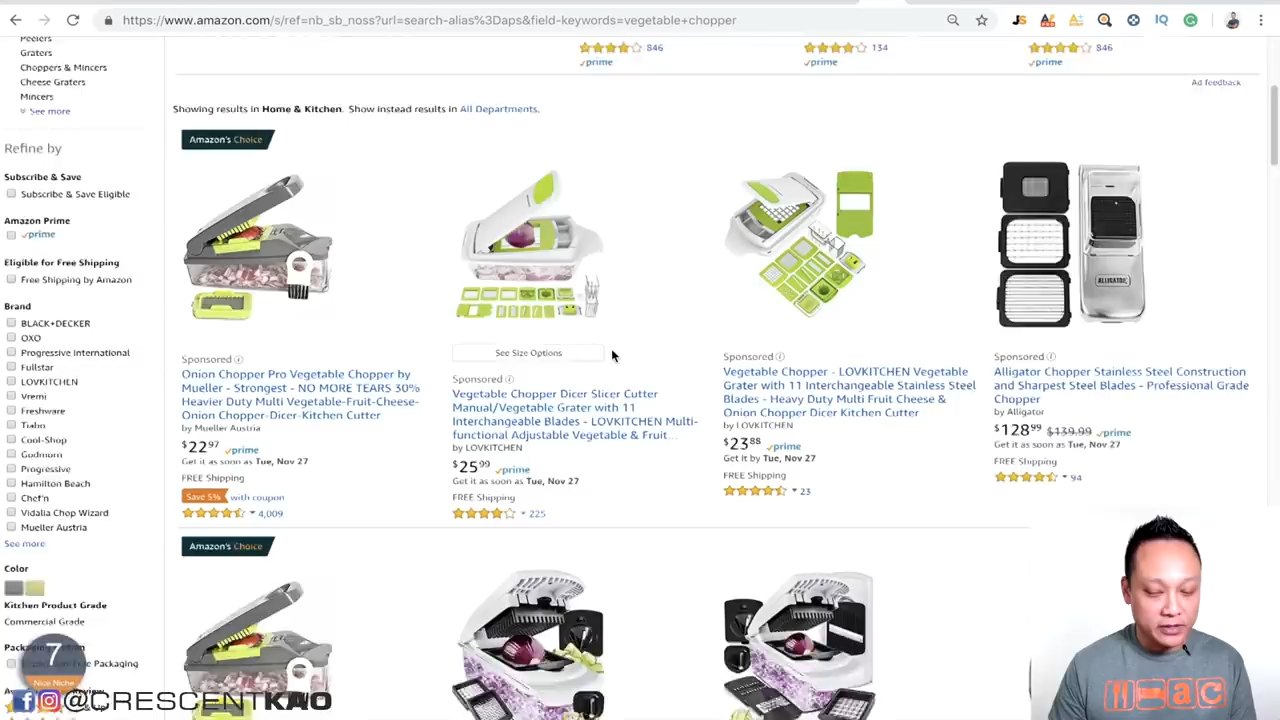 https://www.amazon.com/s/ref=nb_sb_noss?url=search-alias%3Daps&field-keywords=vegetable+chopper
JS
PRO
IQ
Peelers
Graters
Choppers & Mincers
Cheese Graters
Mincers
See more
846
prime
134
prime
846
prime
Ad feedback
Showing results in Home & Kitchen. Show instead results in All Departments.
Refine by
Subscribe & Save
Subscribe & Save Eligible
Amazon Prime
prime
Eligible for Free Shipping
Free Shipping by Amazon
Brand
BLACK+DECKER
OXO
Progressive International
Fullstar
LOVKITCHEN
Vremi
Freshware
Tiabo
Cool-Shop
Godmorn
Progressive
Hamilton Beach
Chef'n
Vidalia Chop Wizard
Mueller Austria
See more
Color
Kitchen Product Grade
Commercial Grade
Amazon's Choice
Sponsored
Onion Chopper Pro Vegetable Chopper by
Mueller - Strongest - NO MORE TEARS 30%
Heavier Duty Multi Vegetable-Fruit-Cheese-
Onion Chopper-Dicer-Kitchen Cutter
by Mueller Austria
$22 97 prime
Get it as soon as Tue, Nov 27
FREE Shipping
Save 5% with coupon
4,009
See Size Options
Sponsored
Vegetable Chopper Dicer Slicer Cutter
Manual/Vegetable Grater with 11
Interchangeable Blades - LOVKITCHEN Multi-
functional Adjustable Vegetable & Fruit...
by LOVKITCHEN
$25 99 prime
Get it as soon as Tue, Nov 27
FREE Shipping
225
Sponsored
Vegetable Chopper - LOVKITCHEN Vegetable
Grater with 11 Interchangeable Stainless Steel
Blades - Heavy Duty Multi Fruit Cheese &
Onion Chopper Dicer Kitchen Cutter
by LOVKITCHEN
$23 88 prime
Get it by Tue, Nov 27
FREE Shipping
23
ALLIGATOR
Sponsored
Alligator Chopper Stainless Steel Construction
and Sharpest Steel Blades - Professional Grade
Chopper
by Alligator
$128 99 $139.99 prime
Get it as soon as Tue, Nov 27
FREE Shipping
94
Amazon's Choice
7
Nice Niche
@CRESCENTKAO